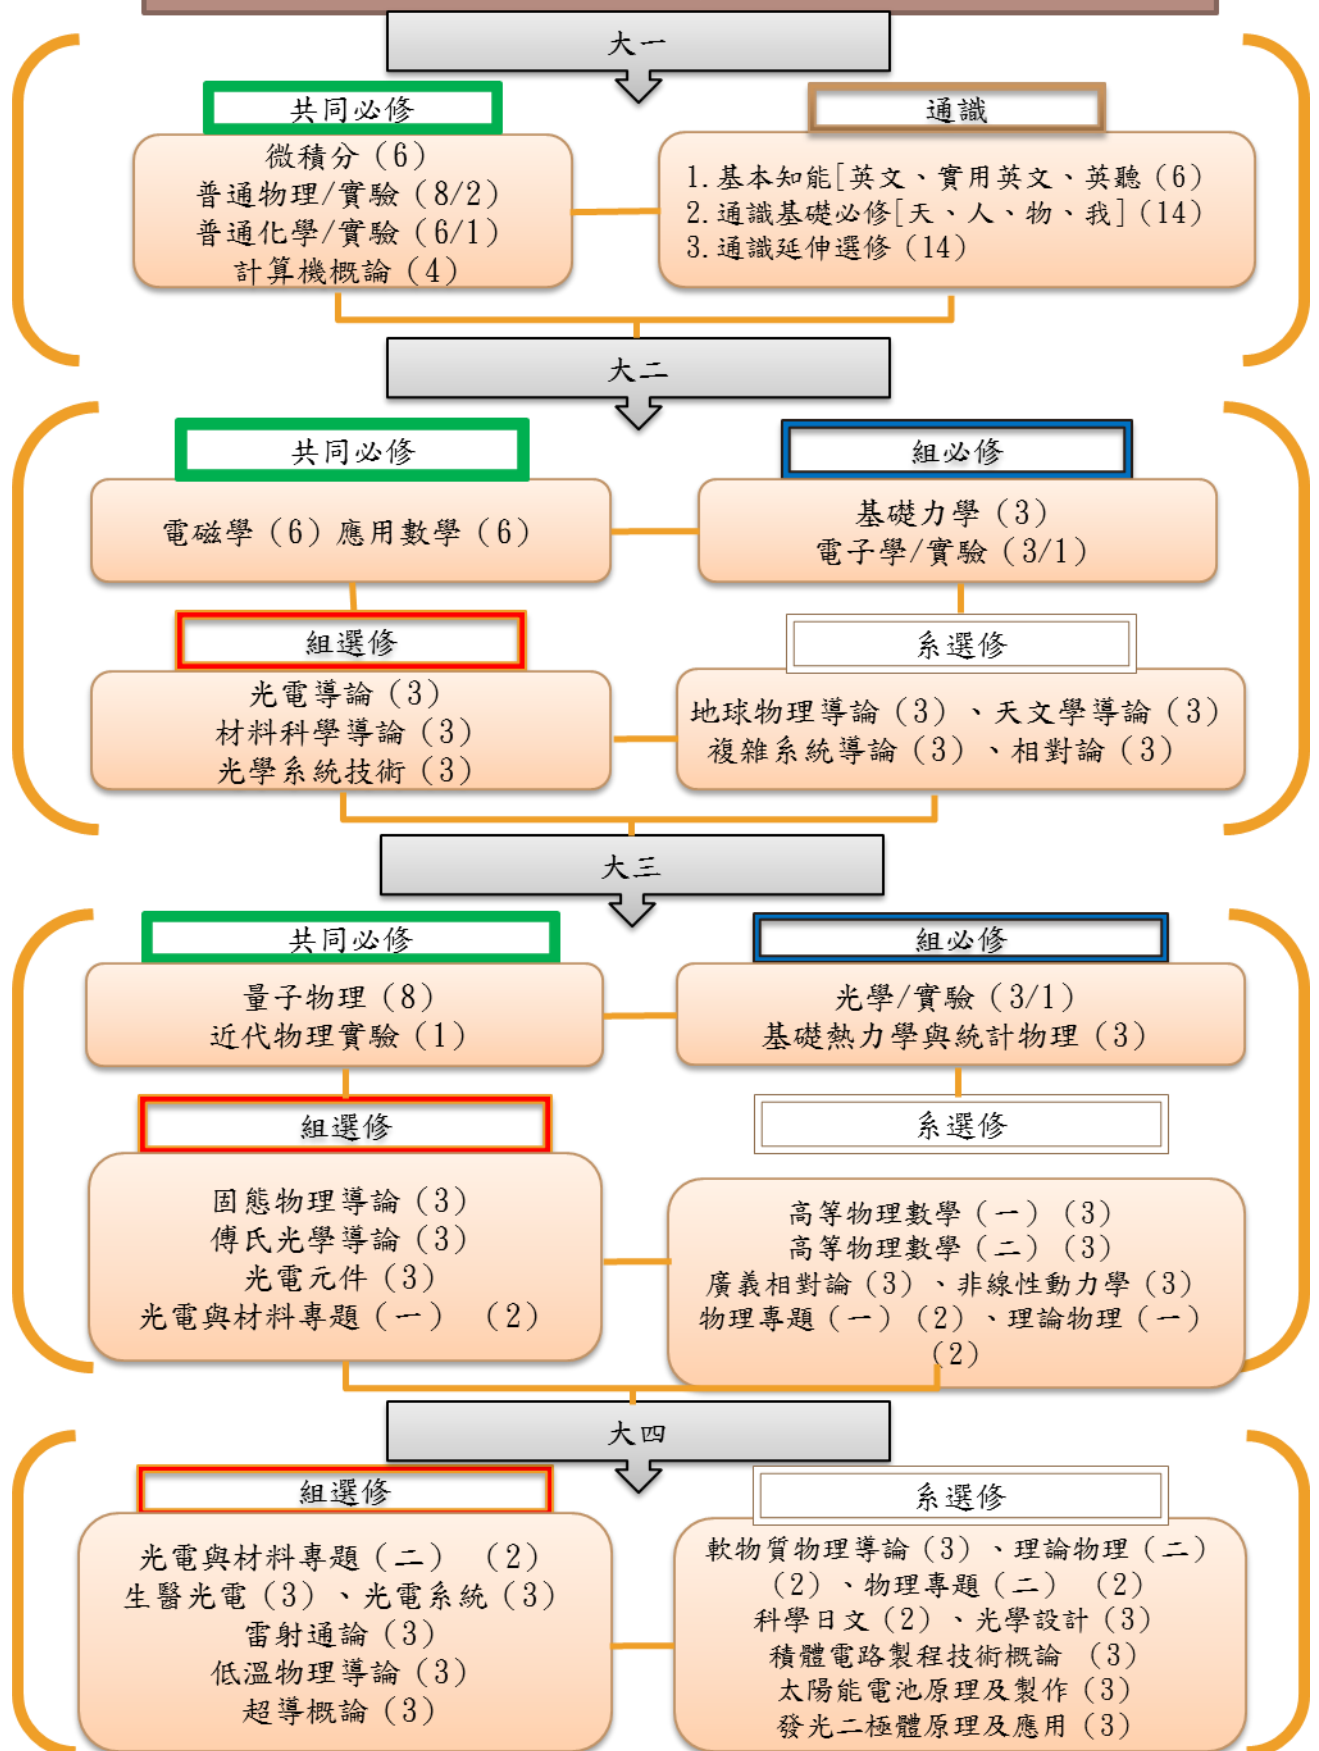 大一
共同必修
微積分（6）
普通物理/實驗（8/2）
普通化學/實驗（6/1）
計算機概論（4）
通識
1.基本知能[英文、實用英文、英聽（6）
2.通識基礎必修[天、人、物、我]（14）
3.通識延伸選修（14）
大二
共同必修
電磁學（6）應用數學（6）
組必修
基礎力學（3）
電子學/實驗（3/1）
組選修
光電導論（3）
材料科學導論（3）
光學系統技術（3）
系選修
地球物理導論（3）、天文學導論（3）
複雜系統導論（3）、相對論（3）
大三
共同必修
量子物理（8）
近代物理實驗（1）
組必修
光學/實驗（3/1）
基礎熱力學與統計物理（3）
組選修
固態物理導論（3）
傅氏光學導論（3）
光電元件（3）
光電與材料專題（一）（2）
系選修
高等物理數學（一）（3）
高等物理數學（二）（3）
廣義相對論（3）、非線性動力學（3）
物理專題（一）（2）、理論物理（一）
（2）
大四
組選修
光電與材料專題（二）（2）
生醫光電（3）、光電系統（3）
雷射通論（3）
低溫物理導論（3）
超導概論（3）
系選修
軟物質物理導論（3）、理論物理（二）
（2）、物理專題（二）（2）
科學日文（2）、光學設計（3）
積體電路製程技術概論（3）
太陽能電池原理及製作（3）
發光二極體原理及應用（3）